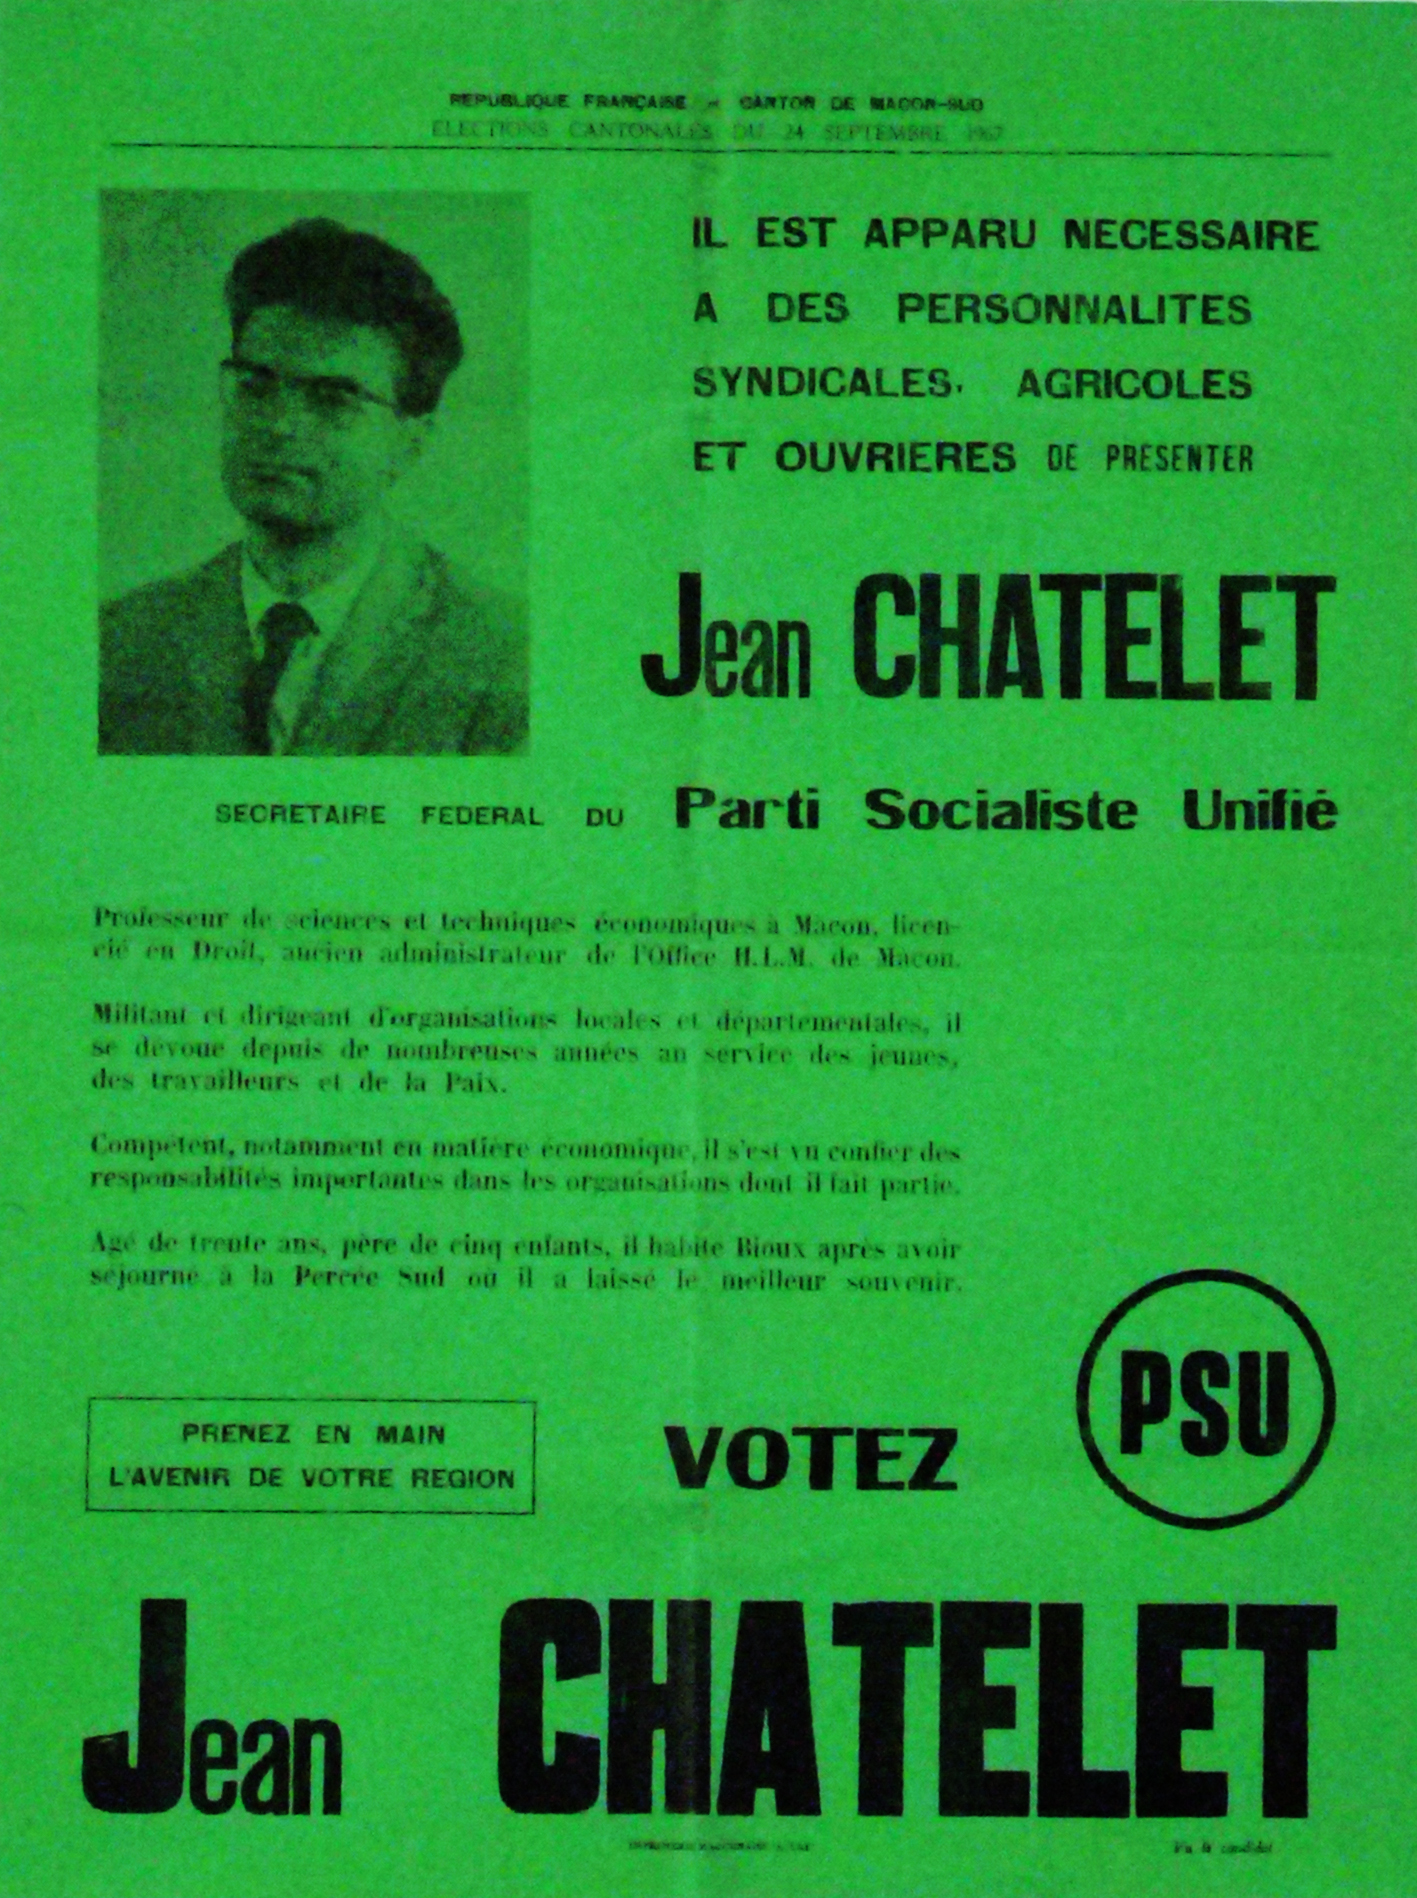 REPUBLIQUE FRANÇAISE - CANTON DE MACON-SUD
ELECTIONS CANTONALES DU 24 SEPTEMBRE 1967
IL EST APPARU NECESSAIRE
A DES PERSONNALITES
SYNDICALES, AGRICOLES
ET OUVRIERES DE PRESENTER
Jean CHATELET
SECRETAIRE FEDERAL DU Parti Socialiste Unifié
Professeur de sciences et techniques économiques à Macon, licen-
cié en Droit, ancien administrateur de l'Office H.L.M. de Macon.
Militant et dirigeant d'organisations locales et départementales, il
se dévoue depuis de nombreuses années au service des jeunes,
des travailleurs et de la Paix.
Compétent, notamment en matière économique, il s'est vu confier des
responsabilités importantes dans les organisations dont il fait partie.
Agé de trente ans, père de cinq enfants, il habite Bioux après avoir
séjourné à la Percée Sud où il a laissé le meilleur souvenir.
PSU
PRENEZ EN MAIN
L'AVENIR DE VOTRE REGION
VOTEZ
Jean CHATELET
Vu le candidat